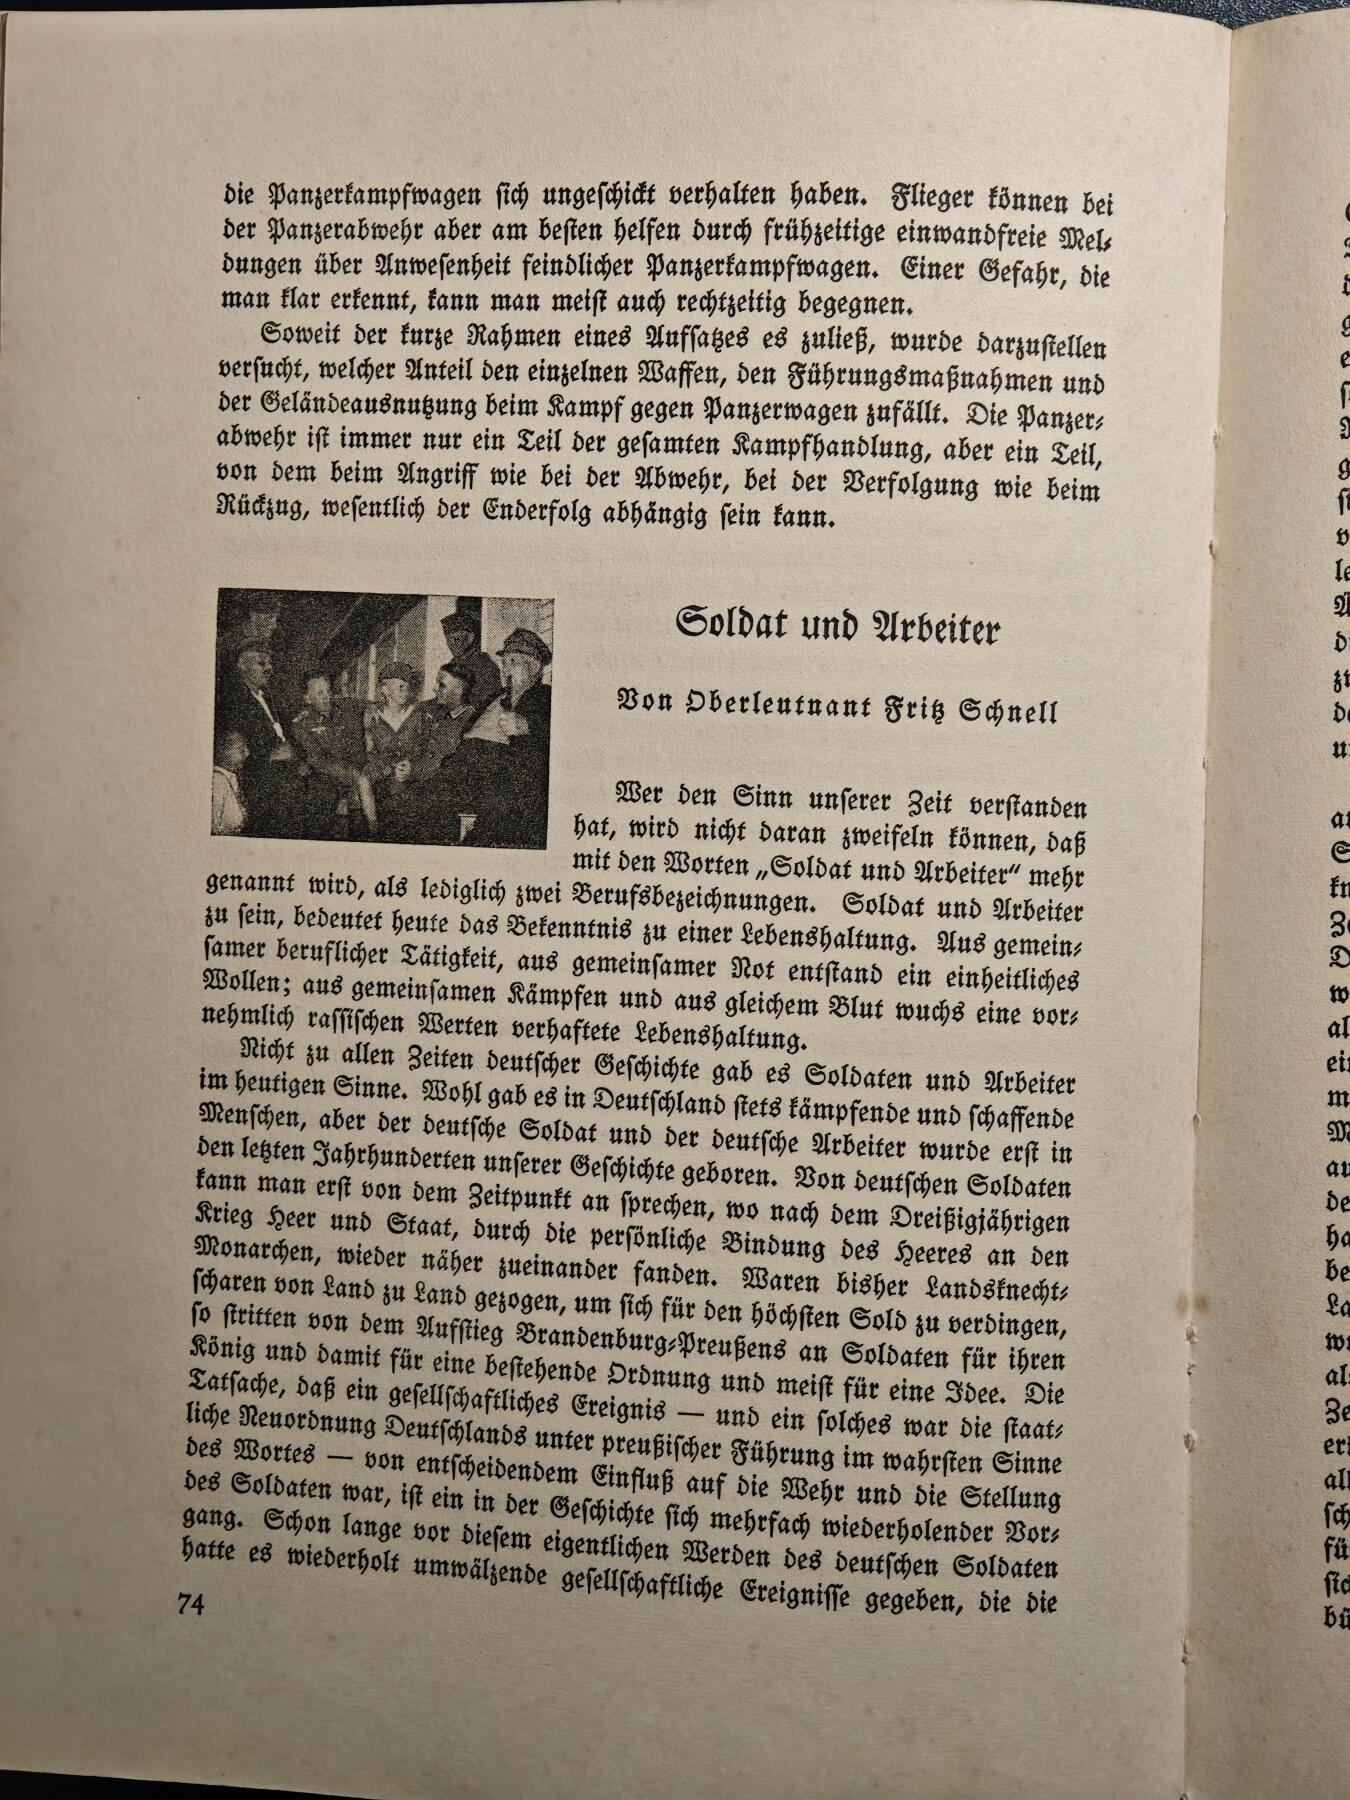 die Panzerkampfwagen sich ungeschickt verhalten haben. Flieger können bei
der Panzerabwehr aber am besten helfen durch frühzeitige einwandfreie Mel-
dungen über Anwesenheit feindlicher Panzerkampfwagen. Einer Gefahr, die
man klar erkennt, kann man meist auch rechtzeitig begegnen.
Soweit der kurze Rahmen eines Aufsatzes es zuließ, wurde darzustellen
versucht, welcher Anteil den einzelnen Waffen, den Führungsmaßnahmen und
der Geländeausnutzung beim Kampf gegen Panzerwagen zufällt. Die Panzer-
abwehr ist immer nur ein Teil der gesamten Kampfhandlung, aber ein Teil,
von dem beim Angriff wie bei der Abwehr, bei der Verfolgung wie beim
Rückzug, wesentlich der Enderfolg abhängig sein kann.
Soldat und Arbeiter
Von Oberleutnant Fritz Schnell
Wer den Sinn unserer Zeit verstanden
hat, wird nicht daran zweifeln können, daß
mit den Worten „Soldat und Arbeiter“ mehr
genannt wird, als lediglich zwei Berufsbezeichnungen. Soldat und Arbeiter
zu sein, bedeutet heute das Bekenntnis zu einer Lebenshaltung. Aus gemein-
samer beruflicher Tätigkeit, aus gemeinsamer Not entstand ein einheitliches
Wollen; aus gemeinsamen Kämpfen und aus gleichem Blut wuchs eine vor-
nehmlich rassischen Werten verhaftete Lebenshaltung.
Nicht zu allen Zeiten deutscher Geschichte gab es Soldaten und Arbeiter
im heutigen Sinne. Wohl gab es in Deutschland stets kämpfende und schaffende
Menschen, aber der deutsche Soldat und der deutsche Arbeiter wurde erst in
den letzten Jahrhunderten unserer Geschichte geboren. Von deutschen Soldaten
kann man erst von dem Zeitpunkt an sprechen, wo nach dem Dreißigjährigen
Krieg Heer und Staat, durch die persönliche Bindung des Heeres an den
Monarchen, wieder näher zueinander fanden. Waren bisher Landsknecht-
scharen von Land zu Land gezogen, um sich für den höchsten Sold zu verdingen,
so stritten von dem Aufstieg Brandenburg-Preußens an Soldaten für ihren
König und damit für eine bestehende Ordnung und meist für eine Idee. Die
Tatsache, daß ein gesellschaftliches Ereignis — und ein solches war die staat-
liche Neuordnung Deutschlands unter preußischer Führung im wahrsten Sinne
des Wortes — von entscheidendem Einfluß auf die Wehr und die Stellung
des Soldaten war, ist ein in der Geschichte sich mehrfach wiederholender Vor-
gang. Schon lange vor diesem eigentlichen Werden des deutschen Soldaten
hatte es wiederholt umwälzende gesellschaftliche Ereignisse gegeben, die die
74